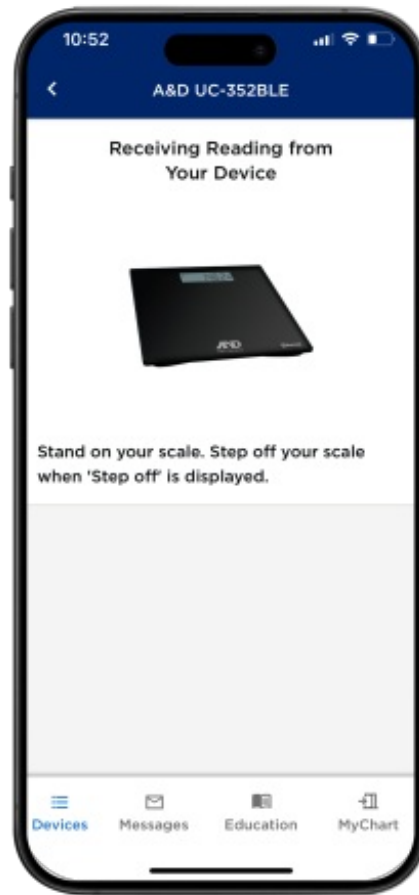 10:52
A&D UC-352BLE
Receiving Reading from
Your Device
AND
Stand on your scale. Step off your scale
when 'Step off' is displayed.
Devices
Messages
Education
MyChart